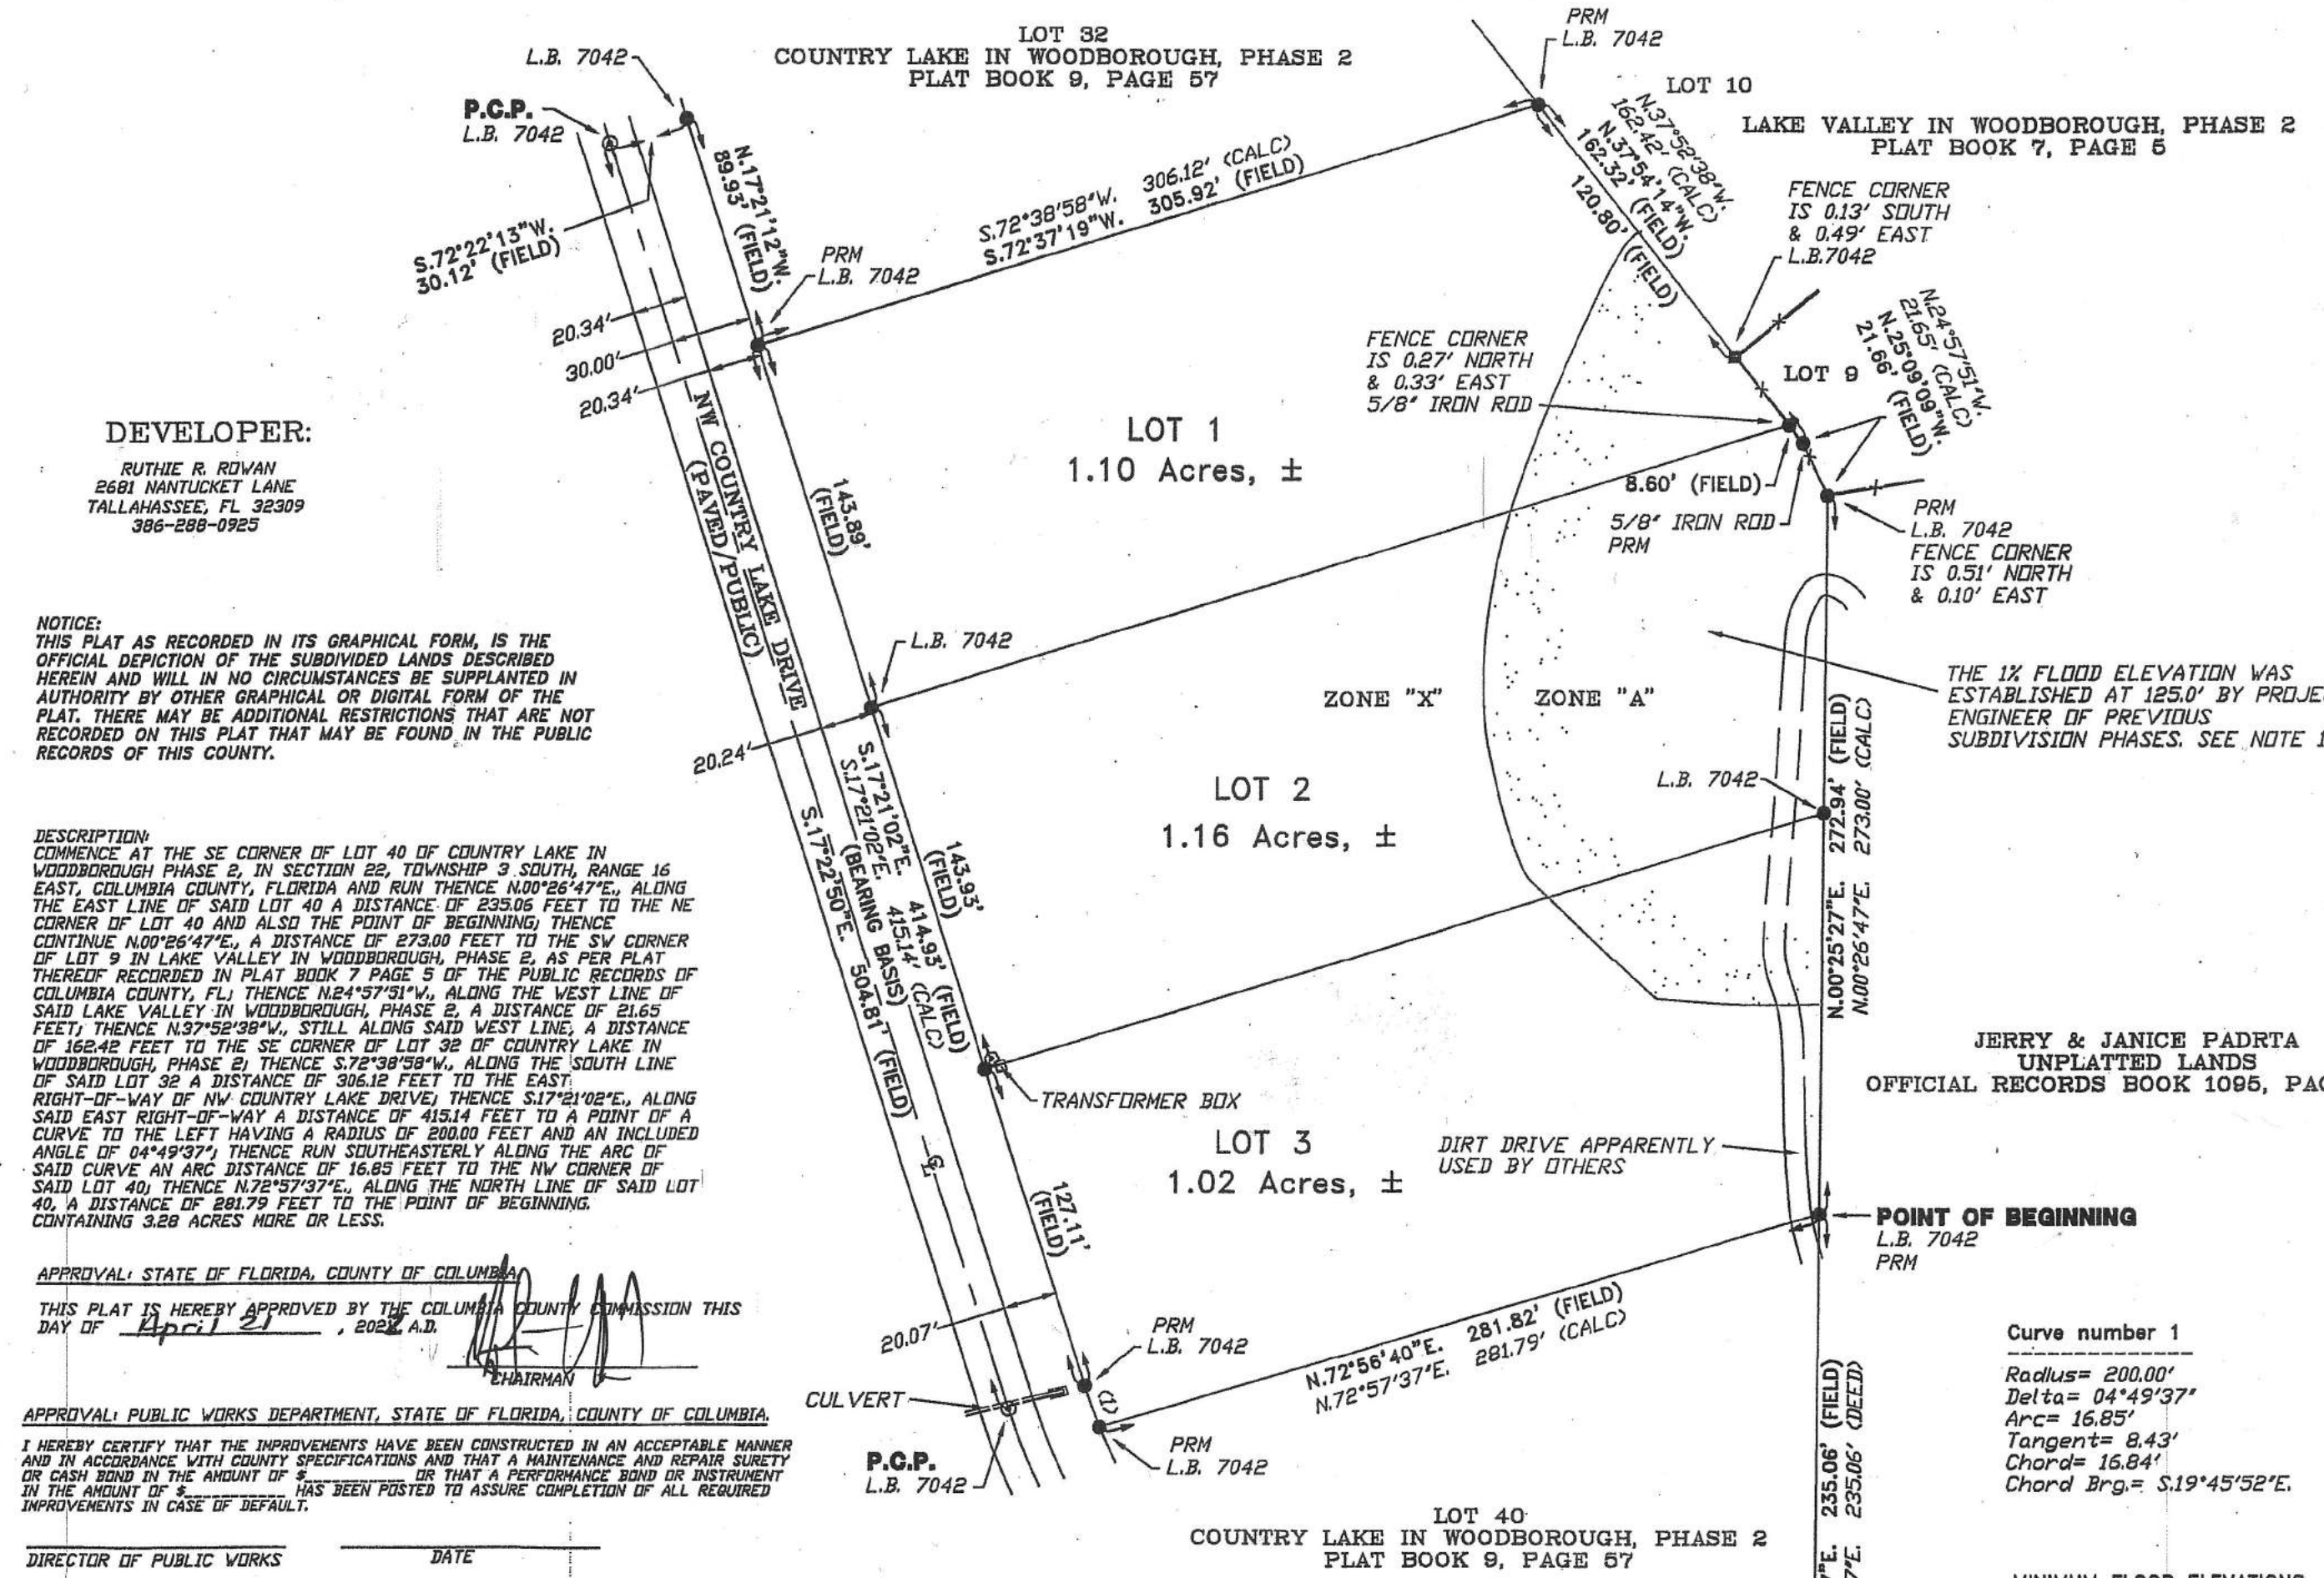 LOT 32
COUNTRY LAKE IN WOODBOROUGH, PHASE 2
PLAT BOOK 9, PAGE 57
PRM
L.B. 7042
L.B. 7042
P.C.P.
L.B. 7042
LOT 10
LAKE VALLEY IN WOODBOROUGH, PHASE 2
PLAT BOOK 7, PAGE 5
N.17°21'12"W.
89.93' (FIELD)
S.72°38'58"W. 306.12' (CALC)
S.72°37'19"W. 305.92' (FIELD)
N.37°52'38"W.
162.42' (CALC)
N.37°54'14"W.
162.32' (FIELD)
120.80'
(FIELD)
FENCE CORNER
IS 0.13' SOUTH
& 0.49' EAST
L.B.7042
S.72°22'13"W.
30.12' (FIELD)
PRM
L.B. 7042
20.34'
30.00'
20.34'
FENCE CORNER
IS 0.27' NORTH
& 0.33' EAST
5/8" IRON ROD
LOT 9
N.24°57'51"W.
21.65' (CALC)
N.25°09'09"W.
21.66' (FIELD)
NW COUNTRY LAKE DRIVE
(PAVED/PUBLIC)
DEVELOPER:
RUTHIE R. ROWAN
2681 NANTUCKET LANE
TALLAHASSEE, FL 32309
386-288-0925
LOT 1
1.10 Acres, ±
143.89'
(FIELD)
8.60' (FIELD)
5/8" IRON ROD
PRM
PRM
L.B. 7042
FENCE CORNER
IS 0.51' NORTH
& 0.10' EAST
NOTICE:
THIS PLAT AS RECORDED IN ITS GRAPHICAL FORM, IS THE
OFFICIAL DEPICTION OF THE SUBDIVIDED LANDS DESCRIBED
HEREIN AND WILL IN NO CIRCUMSTANCES BE SUPPLANTED IN
AUTHORITY BY OTHER GRAPHICAL OR DIGITAL FORM OF THE
PLAT. THERE MAY BE ADDITIONAL RESTRICTIONS THAT ARE NOT
RECORDED ON THIS PLAT THAT MAY BE FOUND IN THE PUBLIC
RECORDS OF THIS COUNTY.
L.B. 7042
20.24'
ZONE "X"
ZONE "A"
THE 1% FLOOD ELEVATION WAS
ESTABLISHED AT 125.0' BY
ENGINEER OF PREVIOUS
SUBDIVISION PHASES. SEE NOTE
LOT 2
1.16 Acres, ±
L.B. 7042
N.00°25'27"E. 272.94' (FIELD)
N.00°26'47"E. 273.00' (CALC)
143.93'
(FIELD)
S.17°21'02"E. 414.93' (FIELD)
S.17°21'02"E. 415.14' (CALC)
(BEARING BASIS)
S.17°22'50"E. 504.81' (FIELD)
DESCRIPTION:
COMMENCE AT THE SE CORNER OF LOT 40 OF COUNTRY LAKE IN
WOODBOROUGH PHASE 2, IN SECTION 22, TOWNSHIP 3 SOUTH, RANGE 16
EAST, COLUMBIA COUNTY, FLORIDA AND RUN THENCE N.00°26'47"E., ALONG
THE EAST LINE OF SAID LOT 40 A DISTANCE OF 235.06 FEET TO THE NE
CORNER OF LOT 40 AND ALSO THE POINT OF BEGINNING; THENCE
CONTINUE N.00°26'47"E., A DISTANCE OF 273.00 FEET TO THE SW CORNER
OF LOT 9 IN LAKE VALLEY IN WOODBOROUGH, PHASE 2, AS PER PLAT
THEREOF RECORDED IN PLAT BOOK 7 PAGE 5 OF THE PUBLIC RECORDS OF
COLUMBIA COUNTY, FL; THENCE N.24°57'51"W., ALONG THE WEST LINE OF
SAID LAKE VALLEY IN WOODBOROUGH, PHASE 2, A DISTANCE OF 21.65
FEET; THENCE N.37°52'38"W., STILL ALONG SAID WEST LINE, A DISTANCE
OF 162.42 FEET TO THE SE CORNER OF LOT 32 OF COUNTRY LAKE IN
WOODBOROUGH, PHASE 2; THENCE S.72°38'58"W., ALONG THE SOUTH LINE
OF SAID LOT 32 A DISTANCE OF 306.12 FEET TO THE EAST
RIGHT-OF-WAY OF NW COUNTRY LAKE DRIVE; THENCE S.17°21'02"E., ALONG
SAID EAST RIGHT-OF-WAY A DISTANCE OF 415.14 FEET TO A POINT OF A
CURVE TO THE LEFT HAVING A RADIUS OF 200.00 FEET AND AN INCLUDED
ANGLE OF 04°49'37"; THENCE RUN SOUTHEASTERLY ALONG THE ARC OF
SAID CURVE AN ARC DISTANCE OF 16.85 FEET TO THE NW CORNER OF
SAID LOT 40; THENCE N.72°57'37"E., ALONG THE NORTH LINE OF SAID LOT
40, A DISTANCE OF 281.79 FEET TO THE POINT OF BEGINNING.
CONTAINING 3.28 ACRES MORE OR LESS.
JERRY & JANICE PADRTA
UNPLATTED LANDS
OFFICIAL RECORDS BOOK 1095,
TRANSFORMER BOX
LOT 3
1.02 Acres, ±
DIRT DRIVE APPARENTLY
USED BY OTHERS
127.11'
(FIELD)
POINT OF BEGINNING
L.B. 7042
PRM
APPROVAL: STATE OF FLORIDA, COUNTY OF COLUMBIA
THIS PLAT IS HEREBY APPROVED BY THE COLUMBIA COUNTY COMMISSION THIS
DAY OF April 21, A.D.
CHAIRMAN
20.07'
PRM
L.B. 7042
N.72°56'40"E. 281.82' (FIELD)
N.72°57'37"E. 281.79' (CALC)
CULVERT
(1)
P.C.P.
L.B. 7042
PRM
L.B. 7042
APPROVAL: PUBLIC WORKS DEPARTMENT, STATE OF FLORIDA, COUNTY OF COLUMBIA.
I HEREBY CERTIFY THAT THE IMPROVEMENTS HAVE BEEN CONSTRUCTED IN AN ACCEPTABLE MANNER
AND IN ACCORDANCE WITH COUNTY SPECIFICATIONS AND THAT A MAINTENANCE AND REPAIR SURETY
OR CASH BOND IN THE AMOUNT OF $__________ OR THAT A PERFORMANCE BOND OR INSTRUMENT
IN THE AMOUNT OF $__________ HAS BEEN POSTED TO ASSURE COMPLETION OF ALL REQUIRED
IMPROVEMENTS IN CASE OF DEFAULT.
DIRECTOR OF PUBLIC WORKS DATE
LOT 40
COUNTRY LAKE IN WOODBOROUGH, PHASE 2
PLAT BOOK 9, PAGE 57
235.06' (FIELD)
235.06' (DEED)
Curve number 1
Radius= 200.00'
Delta= 04°49'37"
Arc= 16.85'
Tangent= 8.43'
Chord= 16.84'
Chord Brg.= S.19°45'52"E.